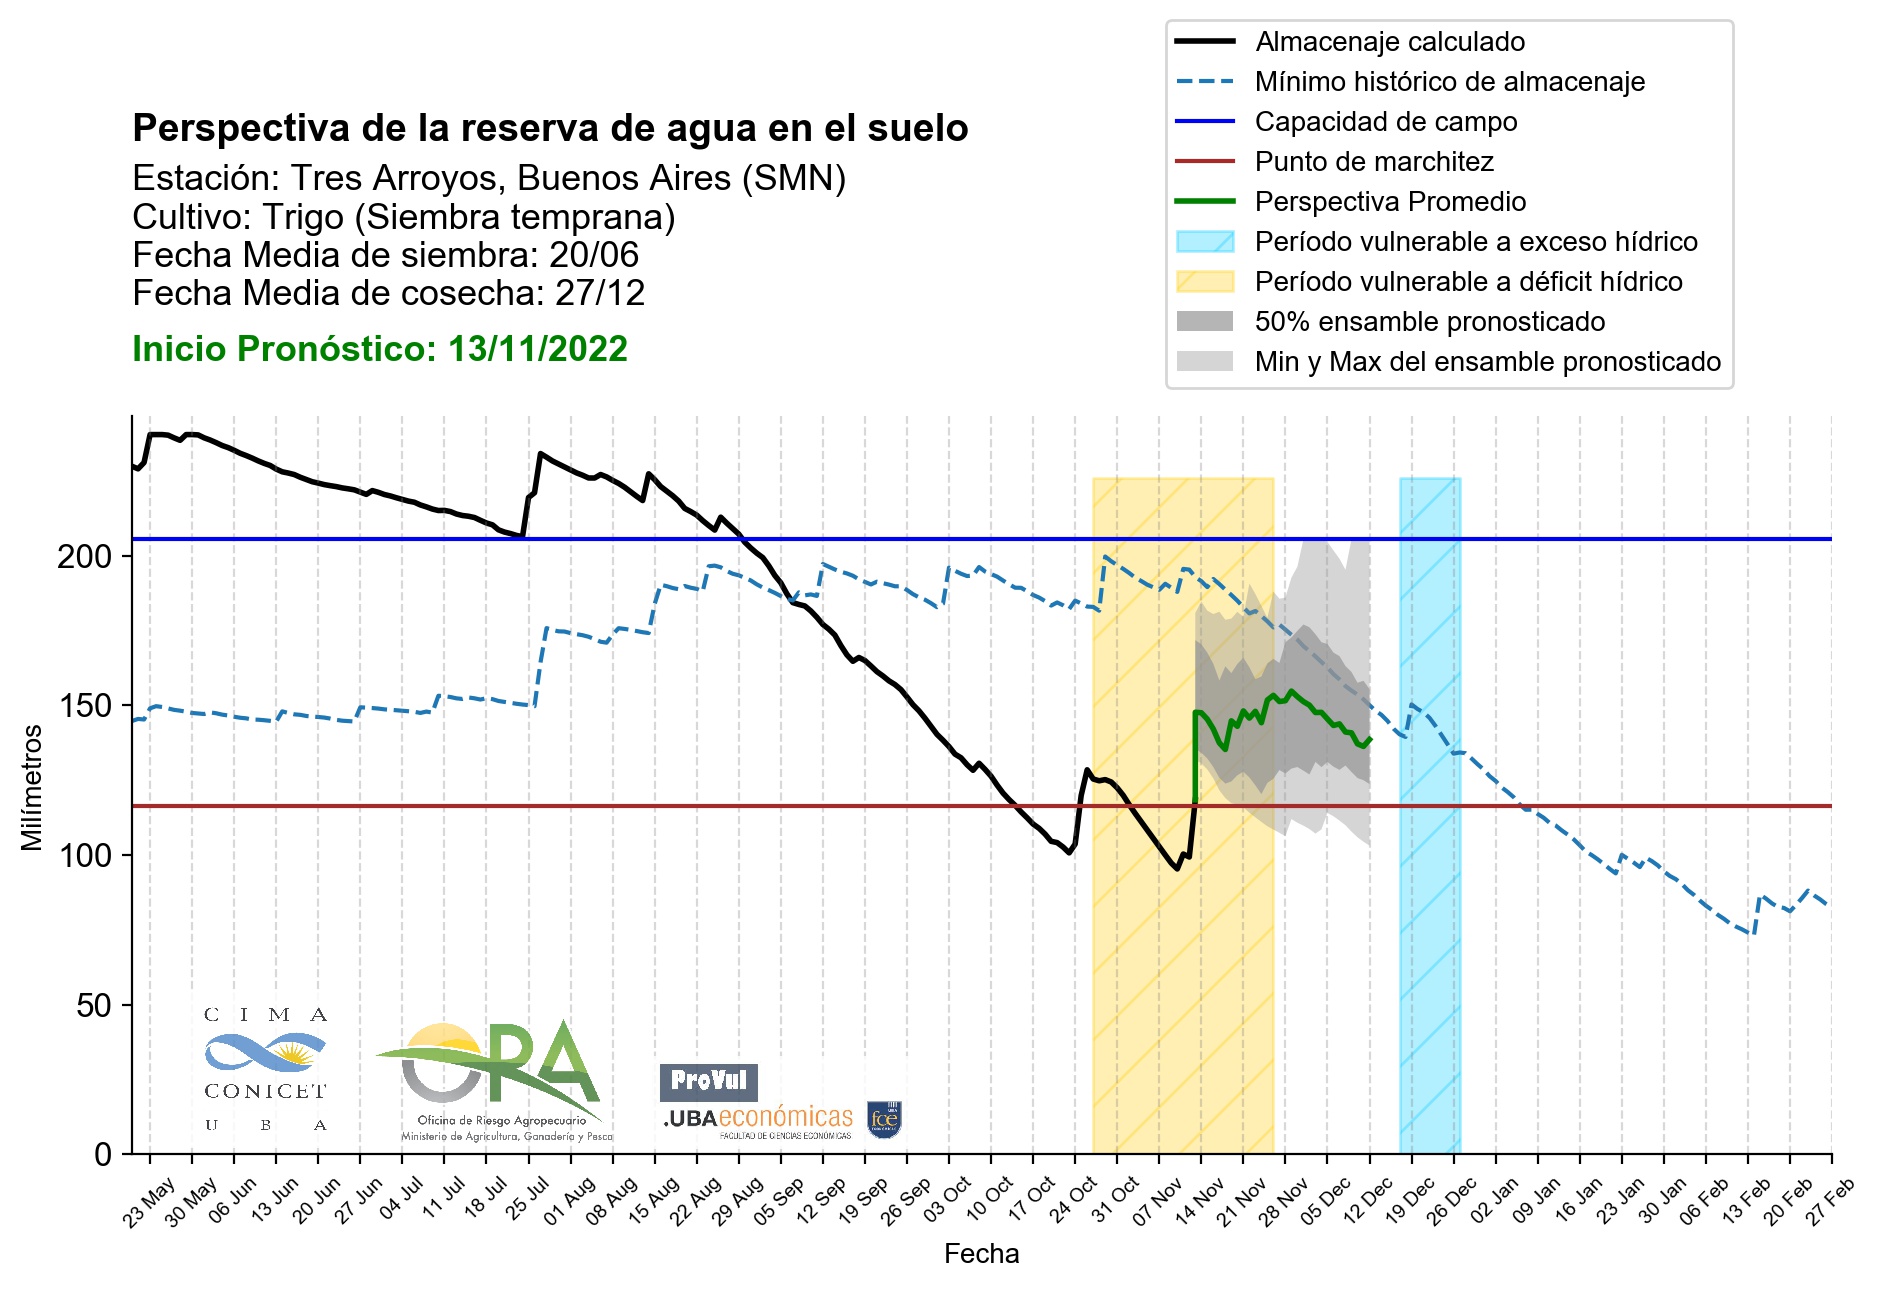 Almacenaje calculado
Mínimo histórico de almacenaje
Capacidad de campo
Punto de marchitez
Perspectiva Promedio
Período vulnerable a exceso hídrico
Período vulnerable a déficit hídrico
50% ensamble pronosticado
Min y Max del ensamble pronosticado
Perspectiva de la reserva de agua en el suelo
Estación: Tres Arroyos, Buenos Aires (SMN)
Cultivo: Trigo (Siembra temprana)
Fecha Media de siembra: 20/06
Fecha Media de cosecha: 27/12
Inicio Pronóstico: 13/11/2022
Milímetros
200
150
100
50
0
CIMA
CONICET
UBA
ORA
Oficina de Riesgo Agropecuario
Ministerio de Agricultura, Ganadería y Pesca
ProVul
.UBAeconómicas
FACULTAD DE CIENCIAS ECONÓMICAS
UBA
fce
ECONÓMICAS
23 May
30 May
06 Jun
13 Jun
20 Jun
27 Jun
04 Jul
11 Jul
18 Jul
25 Jul
01 Aug
08 Aug
15 Aug
22 Aug
29 Aug
05 Sep
12 Sep
19 Sep
26 Sep
03 Oct
10 Oct
17 Oct
24 Oct
31 Oct
07 Nov
14 Nov
21 Nov
28 Nov
05 Dec
12 Dec
19 Dec
26 Dec
02 Jan
09 Jan
16 Jan
23 Jan
30 Jan
06 Feb
13 Feb
20 Feb
27 Feb
Fecha